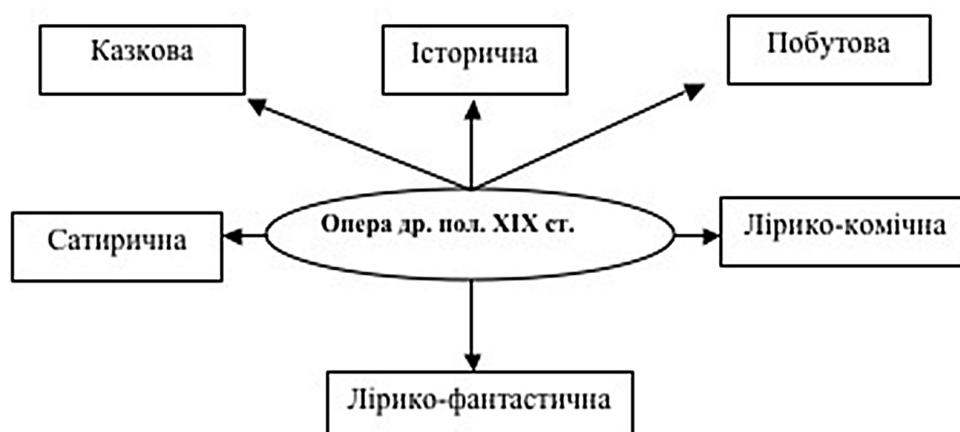 Казкова
Історична
Побутова
Опера др. пол. XIX ст.
Сатирична
Лірико-комічна
Лірико-фантастична